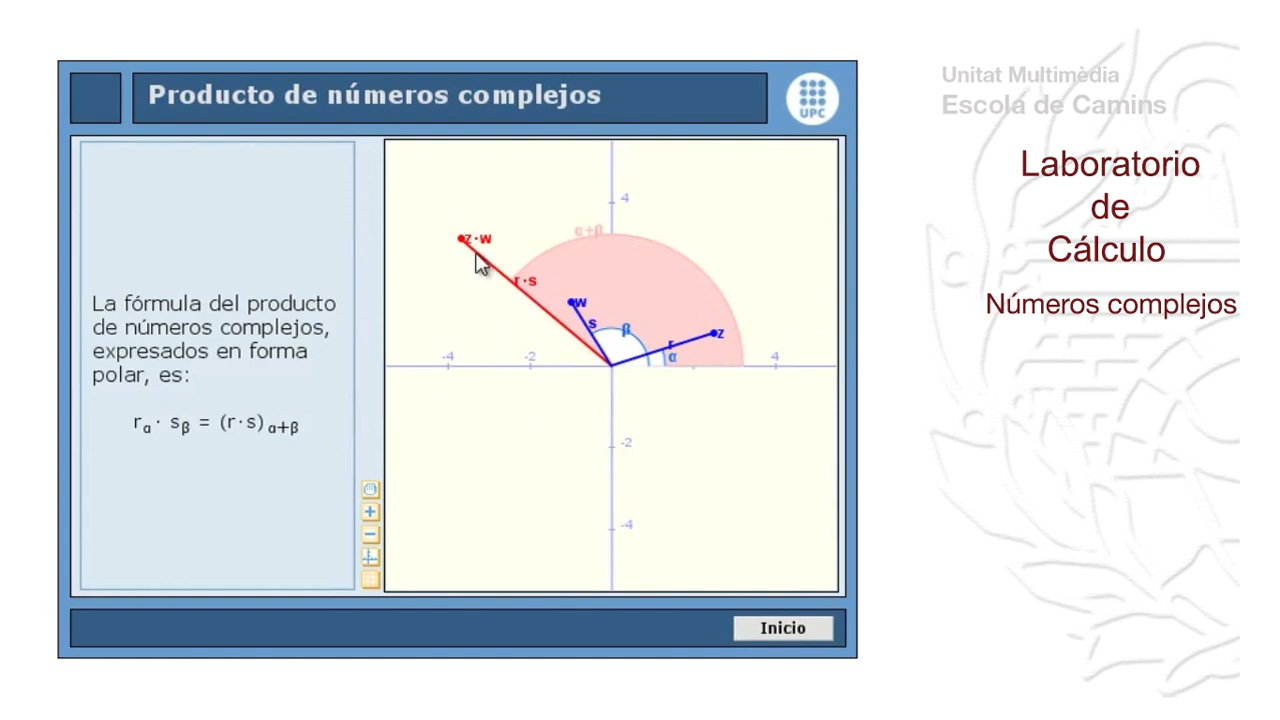 Producto de números complejos
UPC
Unitat Multimèdia
Escola de Camins
Laboratorio
de
Cálculo
Números complejos
La fórmula del producto
de números complejos,
expresados en forma
polar, es:
rα · sβ = (r·s)α+β
4
α+β
z·w
r·s
w
s
β
z
r
α
-4
-2
4
-2
-4
Inicio